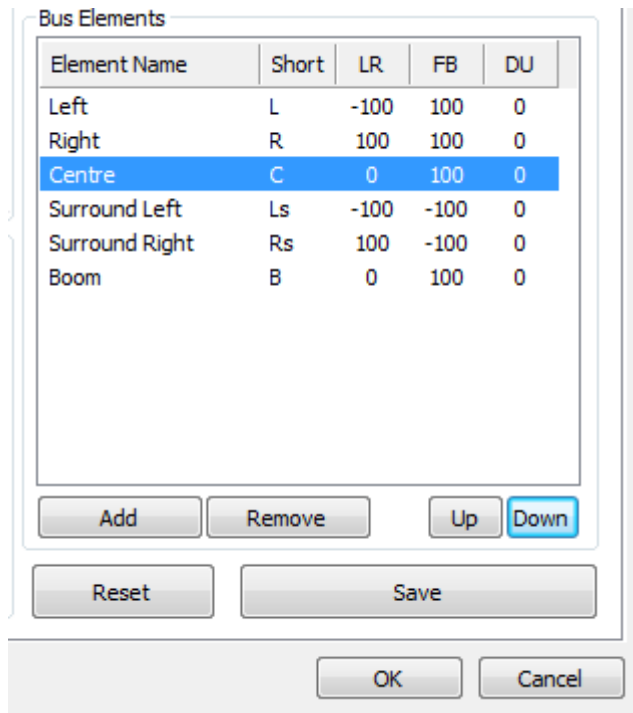 Bus Elements
Element Name Short LR FB DU
Left L -100 100 0
Right R 100 100 0
Centre C 0 100 0
Surround Left Ls -100 -100 0
Surround Right Rs 100 -100 0
Boom B 0 100 0
Add Remove Up Down
Reset Save
OK Cancel